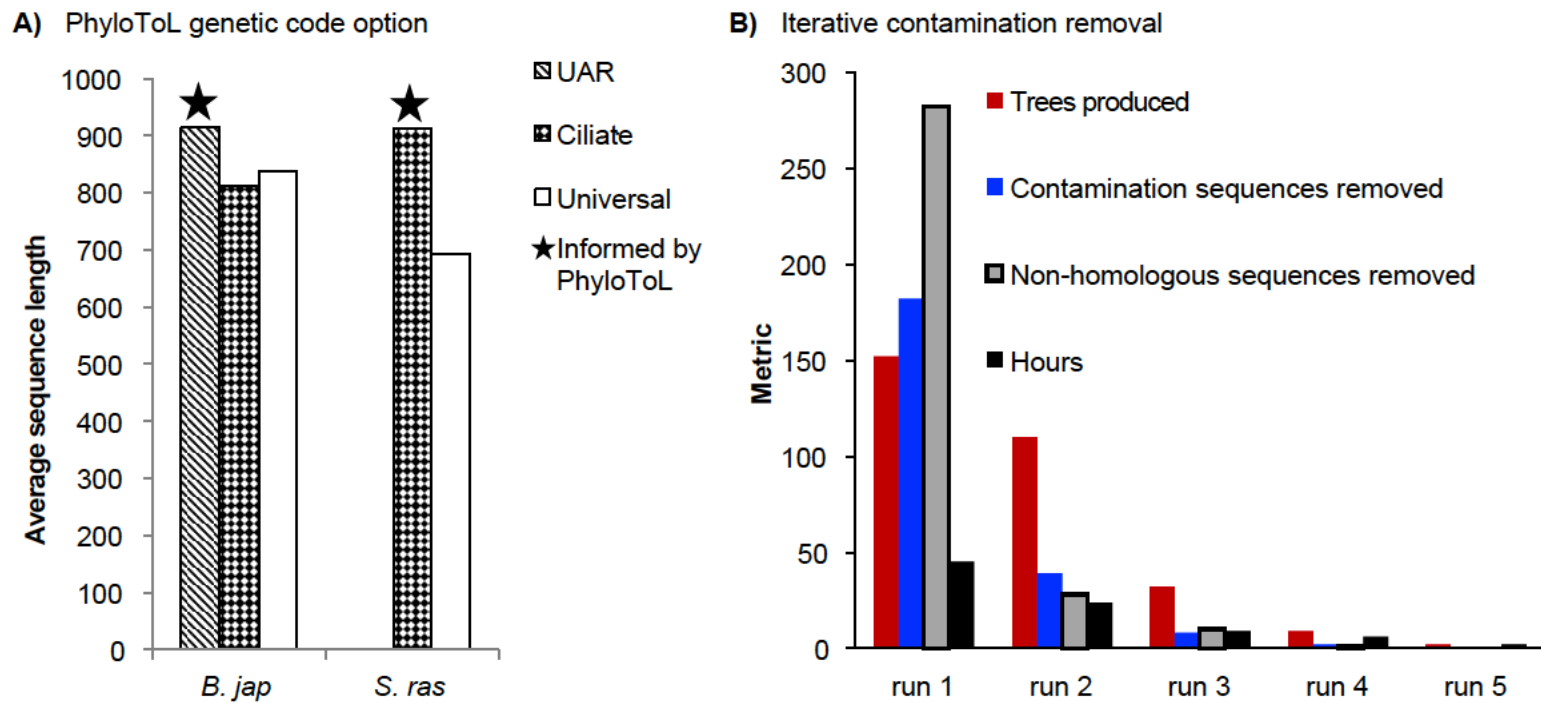 A) PhyloToL genetic code option
Average sequence length
1000
900
800
700
600
500
400
300
200
100
0
B. jap
S. ras
UAR
Ciliate
Universal
Informed by
PhyloToL
B) Iterative contamination removal
Metric
300
250
200
150
100
50
0
run 1
run 2
run 3
run 4
run 5
Trees produced
Contamination sequences removed
Non-homologous sequences removed
Hours